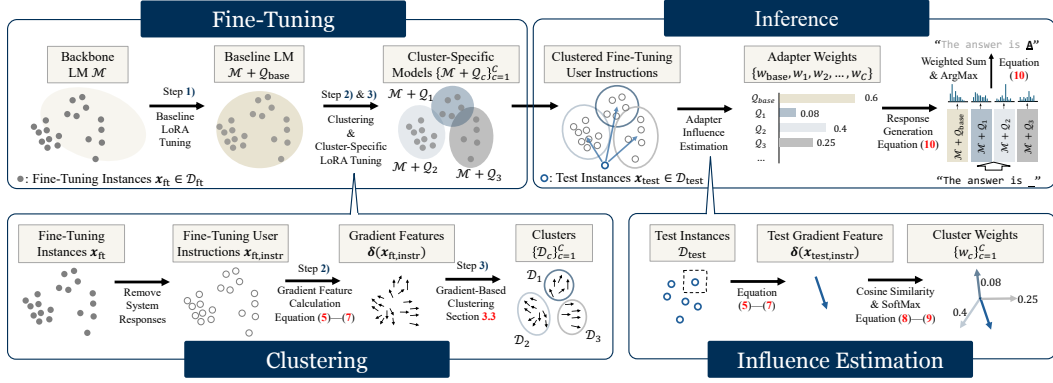 Fine-Tuning
Backbone
LM ℳ
Step 1)
Baseline
LoRA
Tuning
Baseline LM
ℳ + 𝒬base
Step 2) & 3)
Clustering
&
Cluster-Specific
LoRA Tuning
Cluster-Specific
Models {ℳ + 𝒬c}ᶜc=1
ℳ + 𝒬1
ℳ + 𝒬2
ℳ + 𝒬3
: Fine-Tuning Instances xft ∈ 𝒟ft
Inference
Clustered Fine-Tuning
User Instructions
Adapter
Influence
Estimation
: Test Instances xtest ∈ 𝒟test
Adapter Weights
{wbase, w1, w2, … , wC}
𝒬base
0.6
𝒬1
0.08
𝒬2
0.4
𝒬3
0.25
…
Response
Generation
Equation (10)
“The answer is A”
Weighted Sum
& ArgMax
Equation
(10)
ℳ + 𝒬base
ℳ + 𝒬1
ℳ + 𝒬2
ℳ + 𝒬3
“The answer is _”
Fine-Tuning
Instances xft
Remove
System
Responses
Fine-Tuning User
Instructions xft,instr
Step 2)
Gradient Feature
Calculation
Equation (5)—(7)
Gradient Features
δ(xft,instr)
Step 3)
Gradient-Based
Clustering
Section 3.3
Clusters
{𝒟c}ᶜc=1
𝒟1
𝒟2
𝒟3
Clustering
Test Instances
𝒟test
Equation
(5)—(7)
Test Gradient Feature
δ(xtest,instr)
Cosine Similarity
& SoftMax
Equation (8)—(9)
Cluster Weights
{wc}ᶜc=1
0.08
0.25
0.4
Influence Estimation